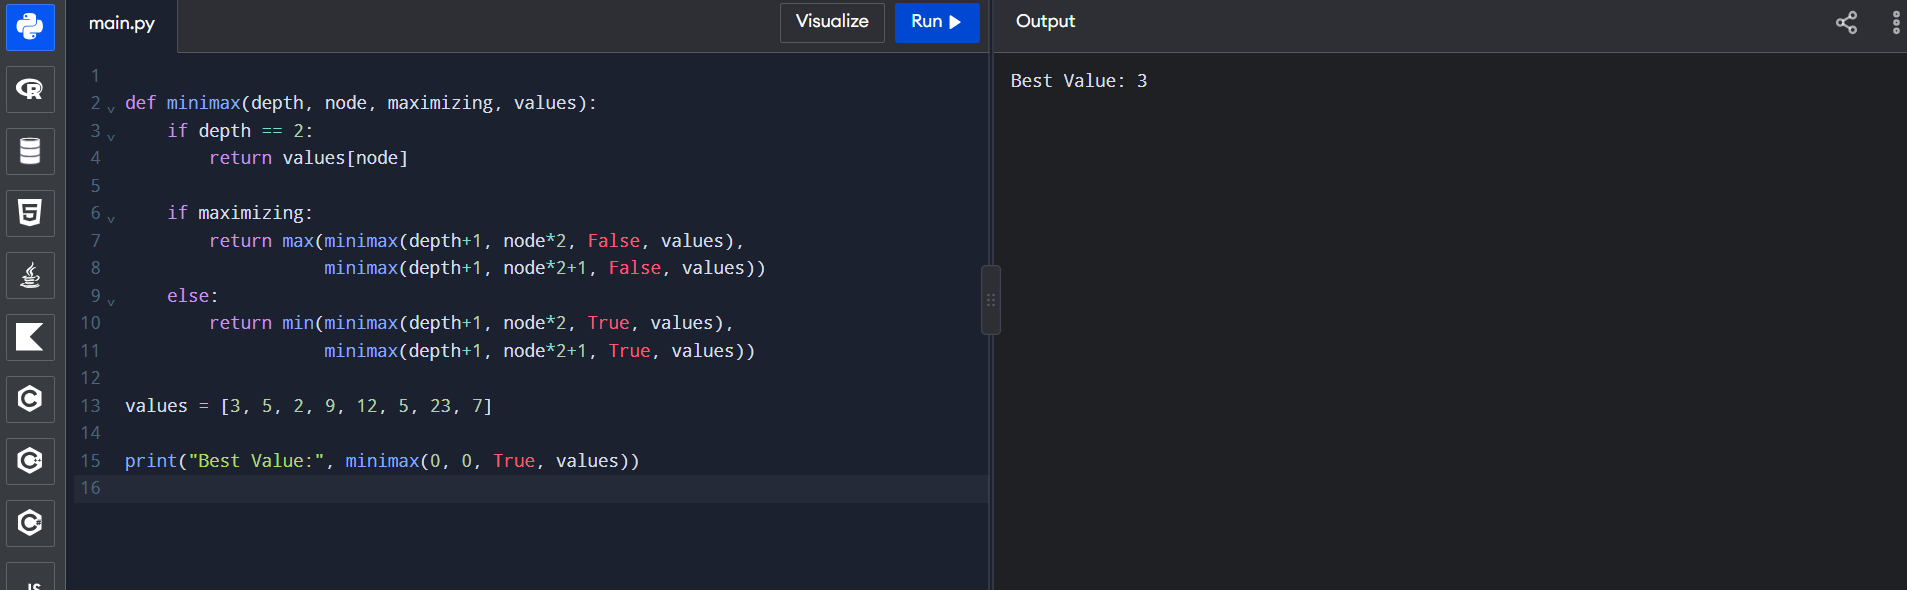 main.py
Visualize
Run
Output
1
2 def minimax(depth, node, maximizing, values):
3     if depth == 2:
4         return values[node]
5
6     if maximizing:
7         return max(minimax(depth+1, node*2, False, values),
8                    minimax(depth+1, node*2+1, False, values))
9     else:
10         return min(minimax(depth+1, node*2, True, values),
11                    minimax(depth+1, node*2+1, True, values))
12
13 values = [3, 5, 2, 9, 12, 5, 23, 7]
14
15 print("Best Value:", minimax(0, 0, True, values))
16
Best Value: 3